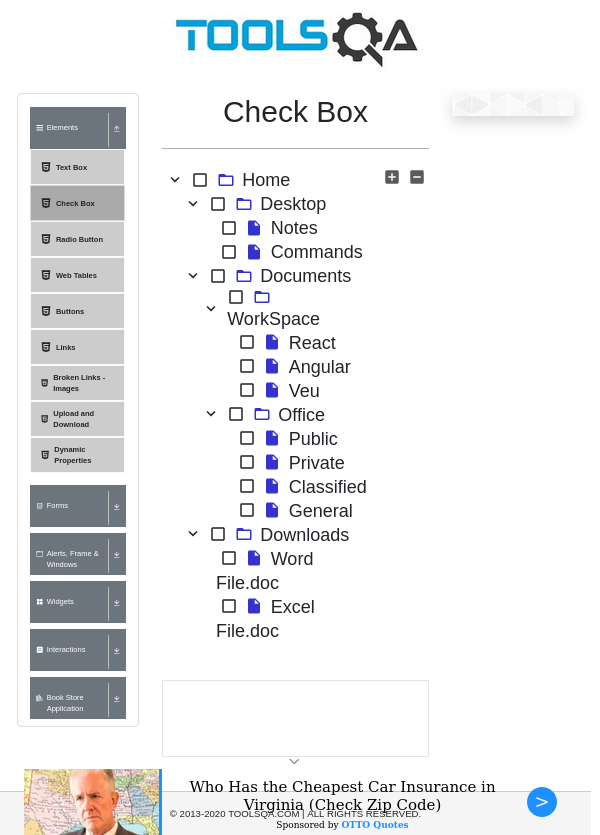 TOOLSQA
Check Box
Elements
Text Box
Check Box
Radio Button
Web Tables
Buttons
Links
Broken Links -
Images
Upload and
Download
Dynamic
Properties
Forms
Alerts, Frame &
Windows
Widgets
Interactions
Book Store
Application
Home
Desktop
Notes
Commands
Documents
WorkSpace
React
Angular
Veu
Office
Public
Private
Classified
General
Downloads
Word
File.doc
Excel
File.doc
Who Has the Cheapest Car Insurance in
Virginia (Check Zip Code)
© 2013-2020 TOOLSQA.COM | ALL RIGHTS RESERVED.
Sponsored by OTTO Quotes